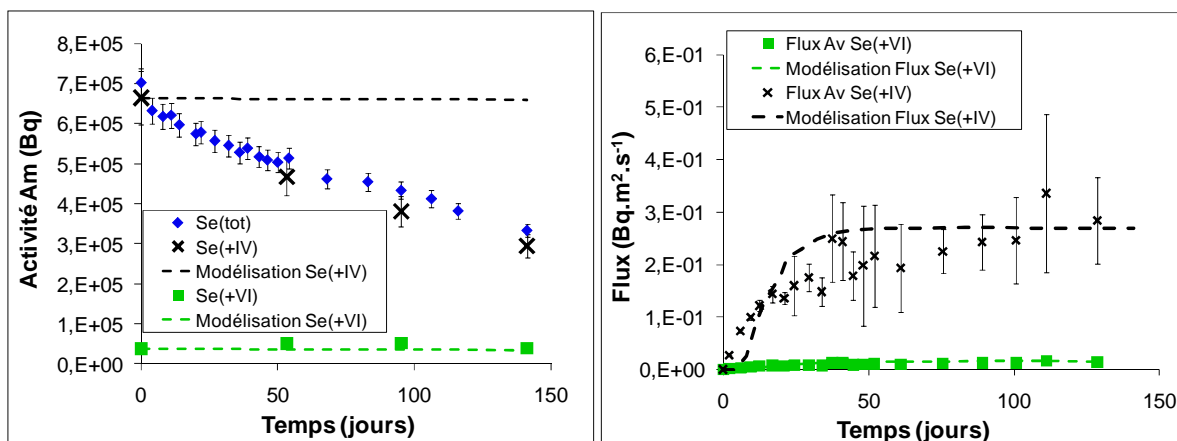 8,E+05
7,E+05
6,E+05
5,E+05
4,E+05
3,E+05
2,E+05
1,E+05
0,E+00
Activité Am (Bq)
Se(tot)
Se(+IV)
Modélisation Se(+IV)
Se(+VI)
Modélisation Se(+VI)
0
50
100
150
Temps (jours)
6,E-01
5,E-01
4,E-01
3,E-01
2,E-01
1,E-01
0,E+00
Flux (Bq.m².s⁻¹)
Flux Av Se(+VI)
Modélisation Flux Se(+VI)
Flux Av Se(+IV)
Modélisation Flux Se(+IV)
0
50
100
150
Temps (jours)